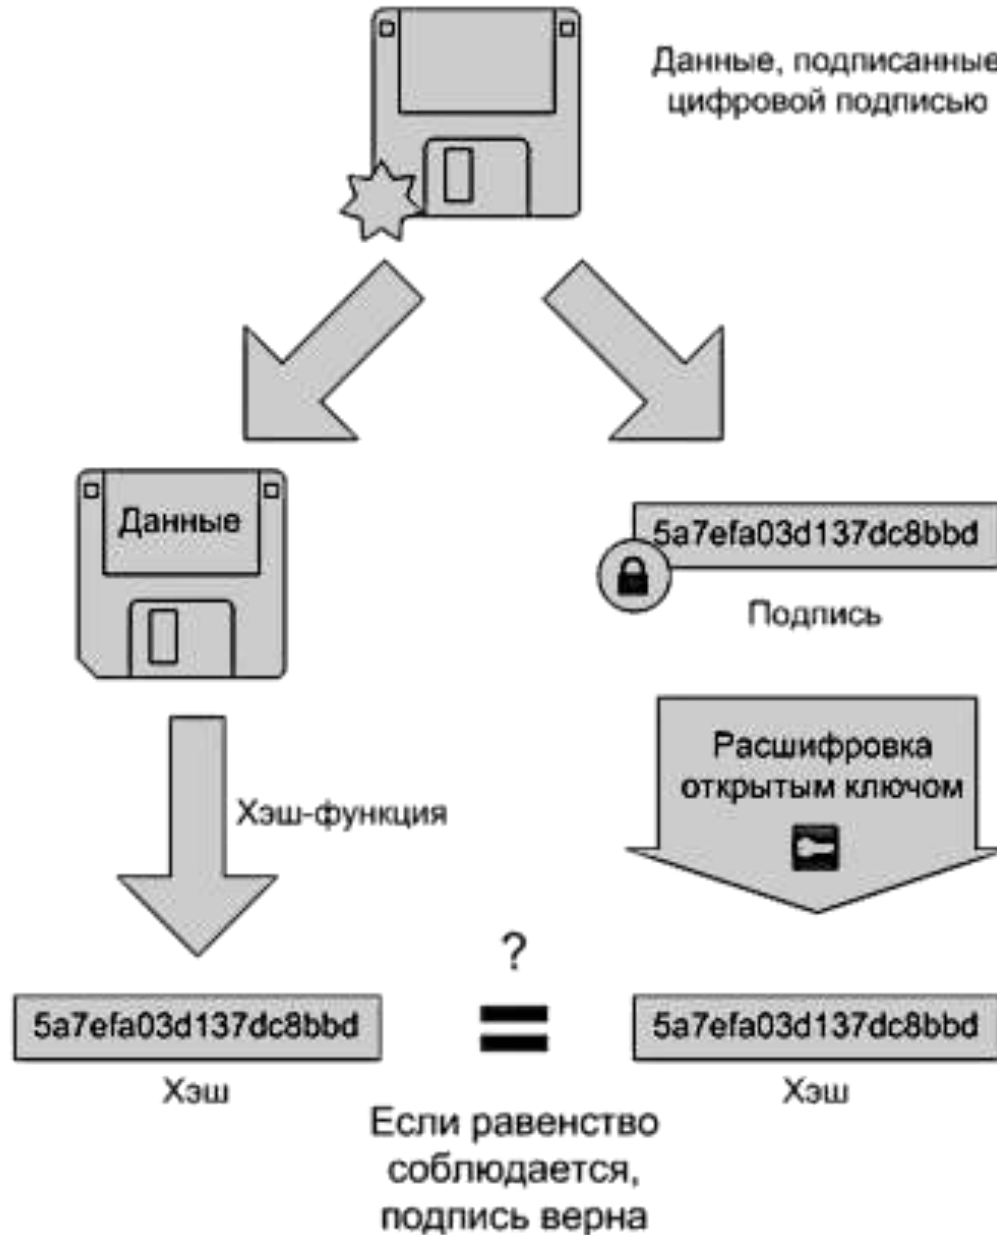 Данные, подписанные
цифровой подписью
Данные
5a7efa03d137dc8bbd
Подпись
Расшифровка
открытым ключом
Хэш-функция
?
5a7efa03d137dc8bbd
=
5a7efa03d137dc8bbd
Хэш
Хэш
Если равенство
соблюдается,
подпись верна